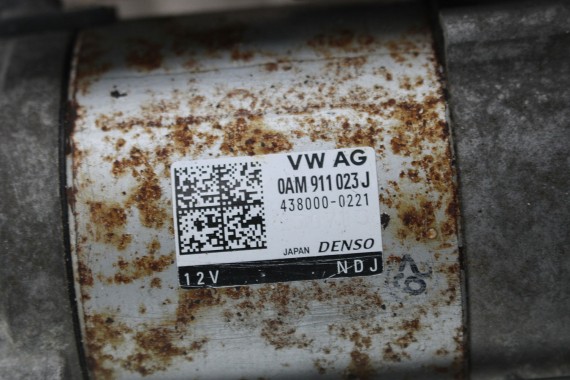 VW AG
0AM 911 023 J
438000-0221
JAPAN DENSO
12V NDJ